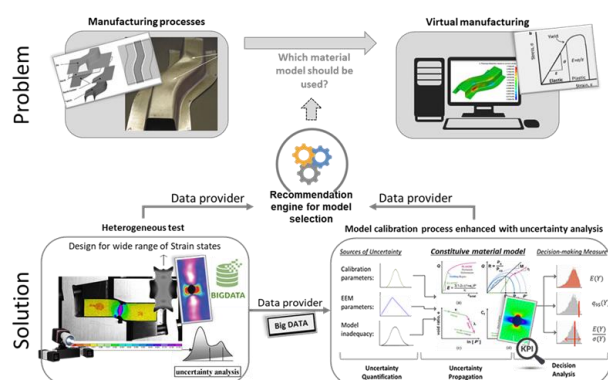 Problem
Manufacturing processes
Virtual manufacturing
Which material
model should be
used?
Recommendation
engine for model
selection
Data provider
Data provider
Solution
Heterogeneous test
Design for wide range of Strain states
BIGDATA
uncertainty analysis
Data provider
Big DATA
Model calibration process enhanced with uncertainty analysis
Sources of Uncertainty
Calibration
parameters:
EEM
parameters:
Model
inadequacy:
Constituive material model
Decision-making Measure
E(Y)
E(Y)
σ(Y)
KPI
Uncertainty
Quantification
Uncertainty
Propagation
Decision
Analysis
Yield
Elastic
Plastic